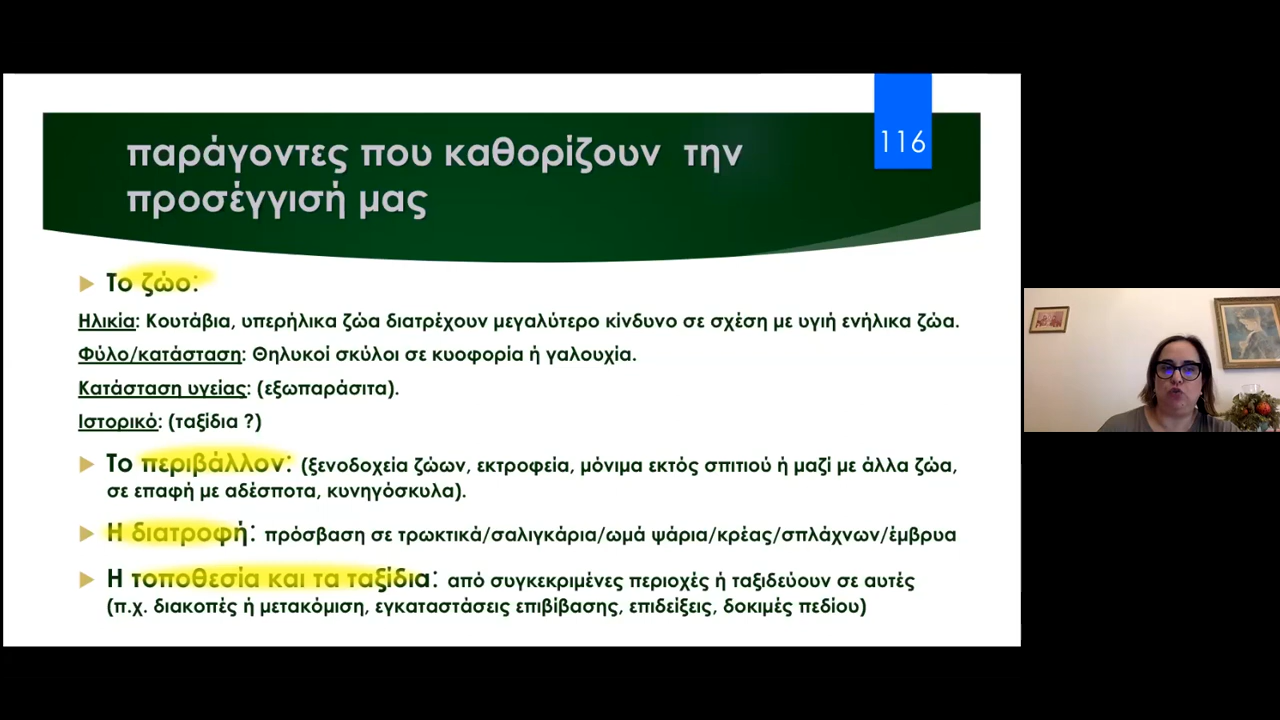 παράγοντες που καθορίζουν την
προσέγγισή μας
116
Το ζώο:
Ηλικία: Κουτάβια, υπερήλικα ζώα διατρέχουν μεγαλύτερο κίνδυνο σε σχέση με υγιή ενήλικα ζώα.
Φύλο/κατάσταση: Θηλυκοί σκύλοι σε κυοφορία ή γαλουχία.
Κατάσταση υγείας: (εξωπαράσιτα).
Ιστορικό: (ταξίδια ?)
Το περιβάλλον: (ξενοδοχεία ζώων, εκτροφεία, μόνιμα εκτός σπιτιού ή μαζί με άλλα ζώα,
σε επαφή με αδέσποτα, κυνηγόσκυλα).
Η διατροφή: πρόσβαση σε τρωκτικά/σαλιγκάρια/ωμά ψάρια/κρέας/σπλάχνων/έμβρυα
Η τοποθεσία και τα ταξίδια: από συγκεκριμένες περιοχές ή ταξιδεύουν σε αυτές
(π.χ. διακοπές ή μετακόμιση, εγκαταστάσεις επιβίβασης, επιδείξεις, δοκιμές πεδίου)